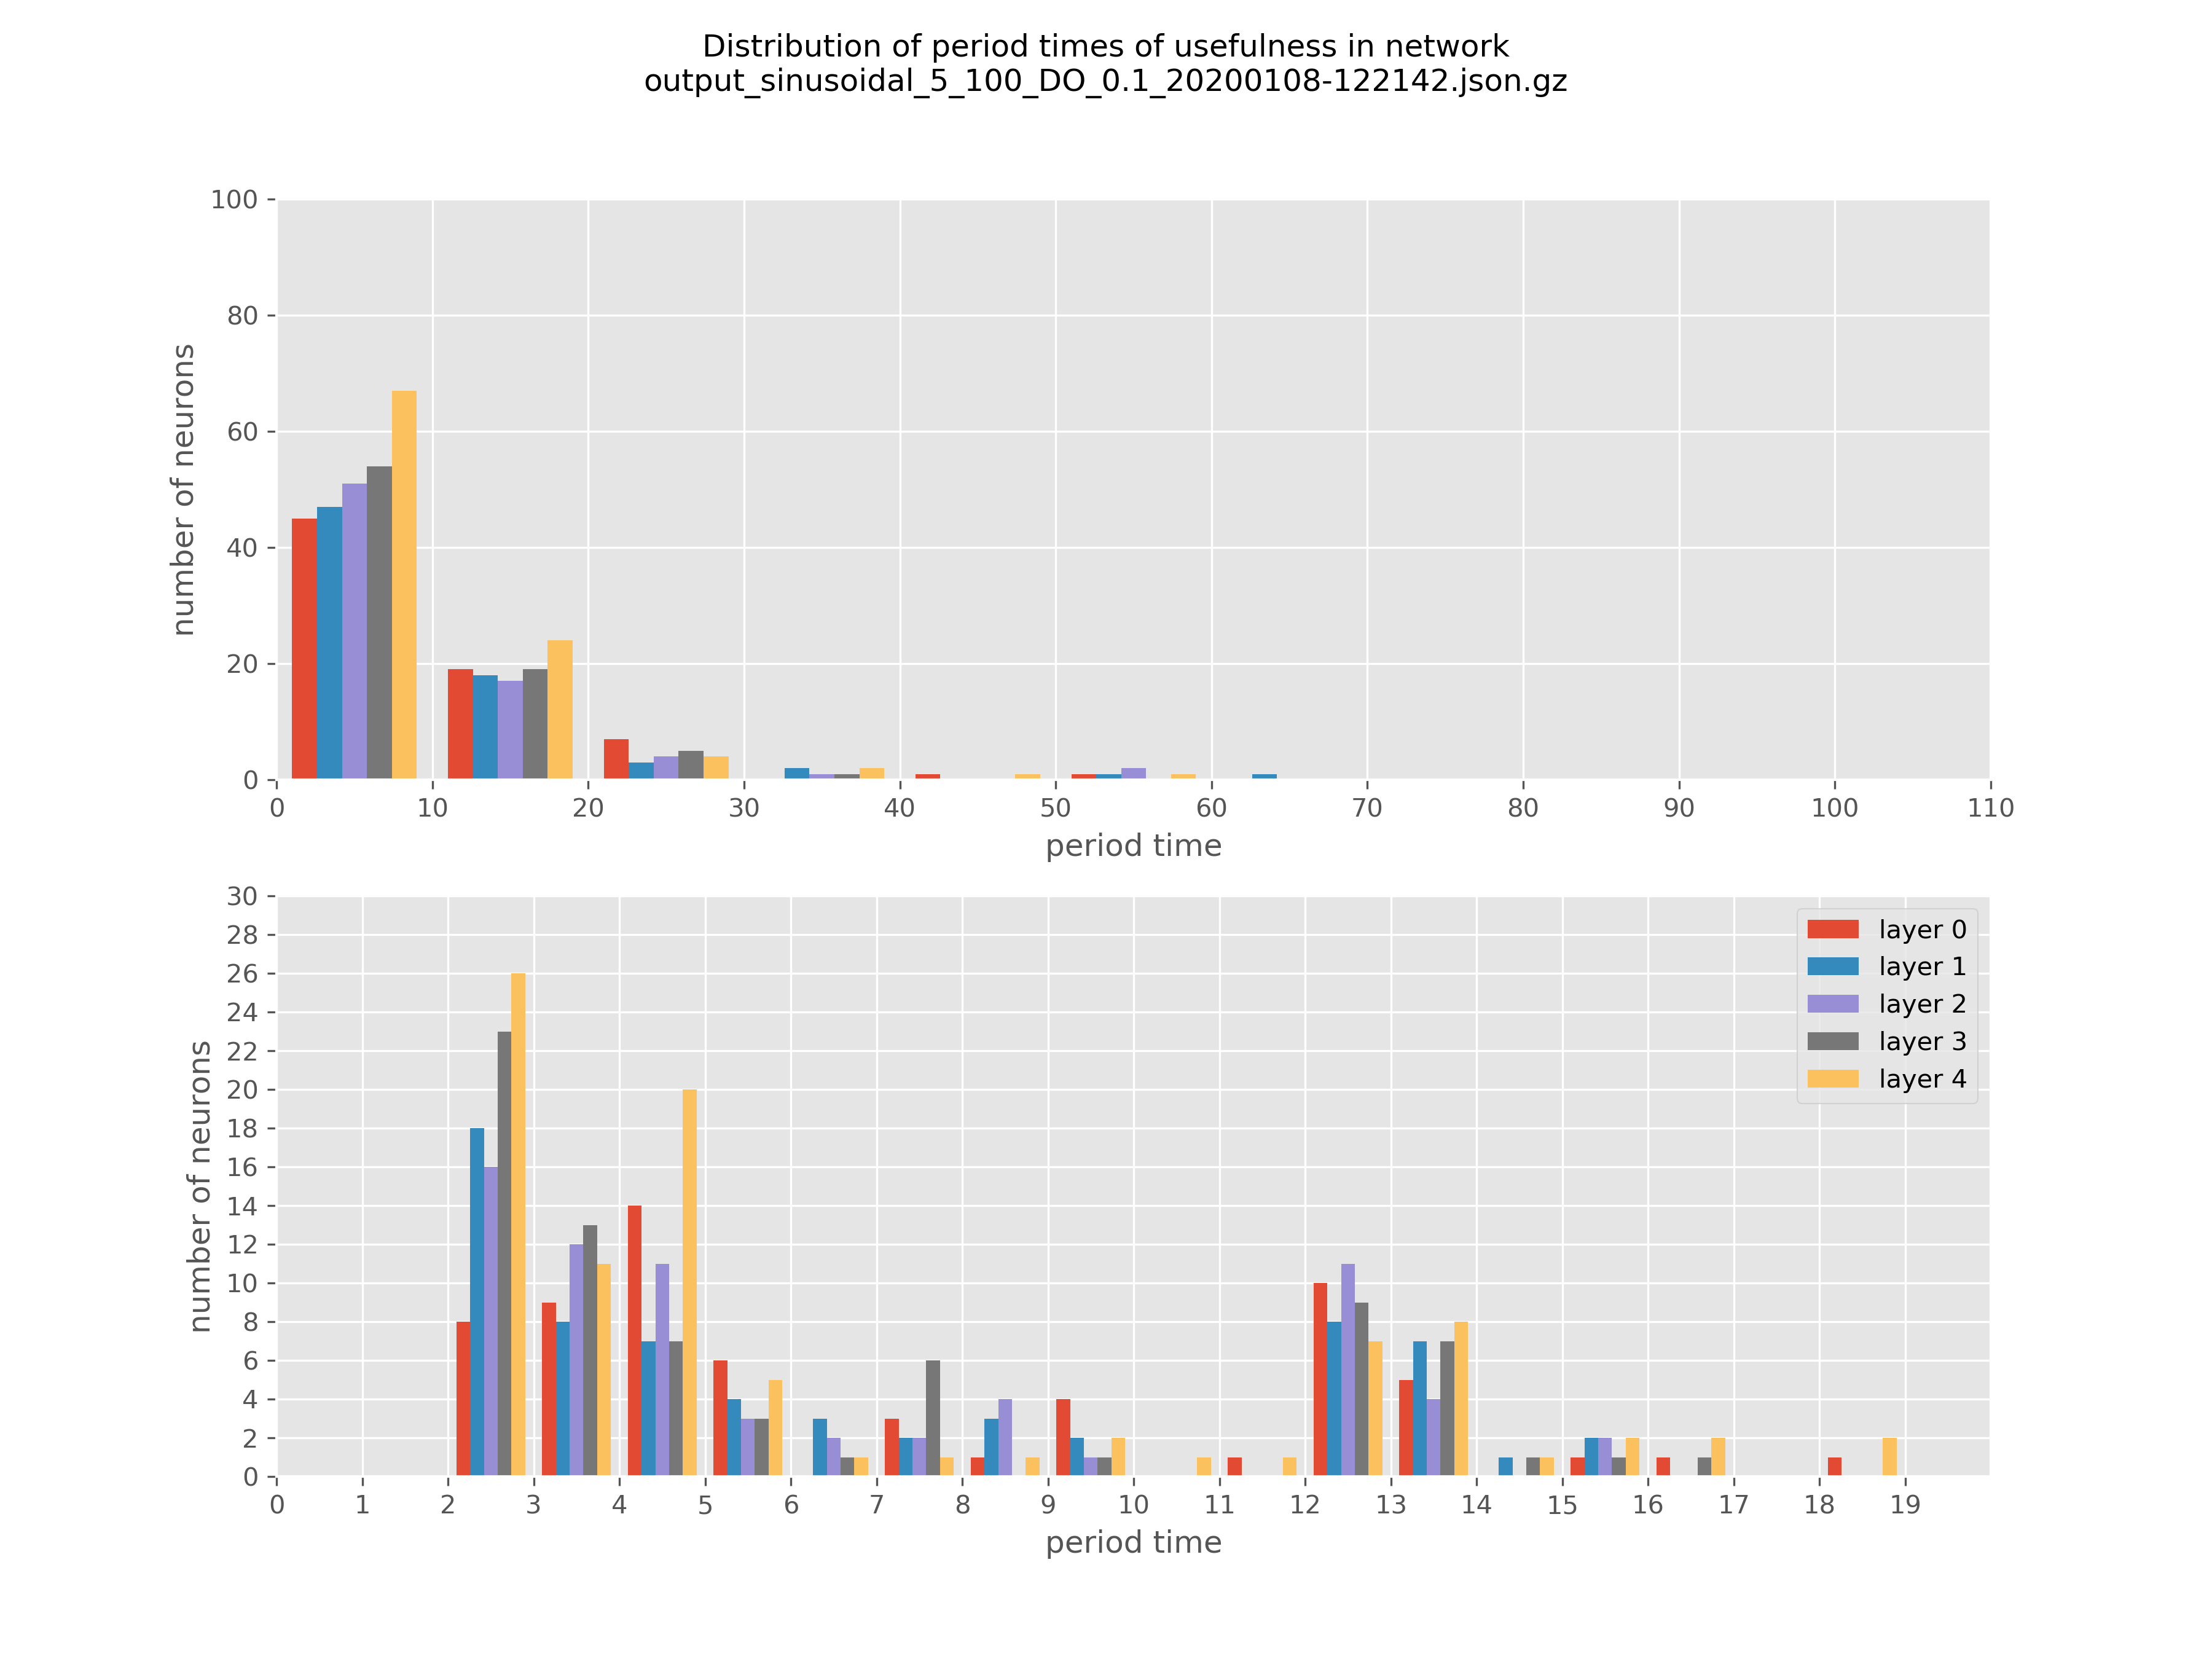 Distribution of period times of usefulness in network
output_sinusoidal_5_100_DO_0.1_20200108-122142.json.gz
100
80
60
40
20
0
number of neurons
0 10 20 30 40 50 60 70 80 90 100 110
period time
30
28
26
24
22
20
18
16
14
12
10
8
6
4
2
0
number of neurons
layer 0
layer 1
layer 2
layer 3
layer 4
0 1 2 3 4 5 6 7 8 9 10 11 12 13 14 15 16 17 18 19
period time